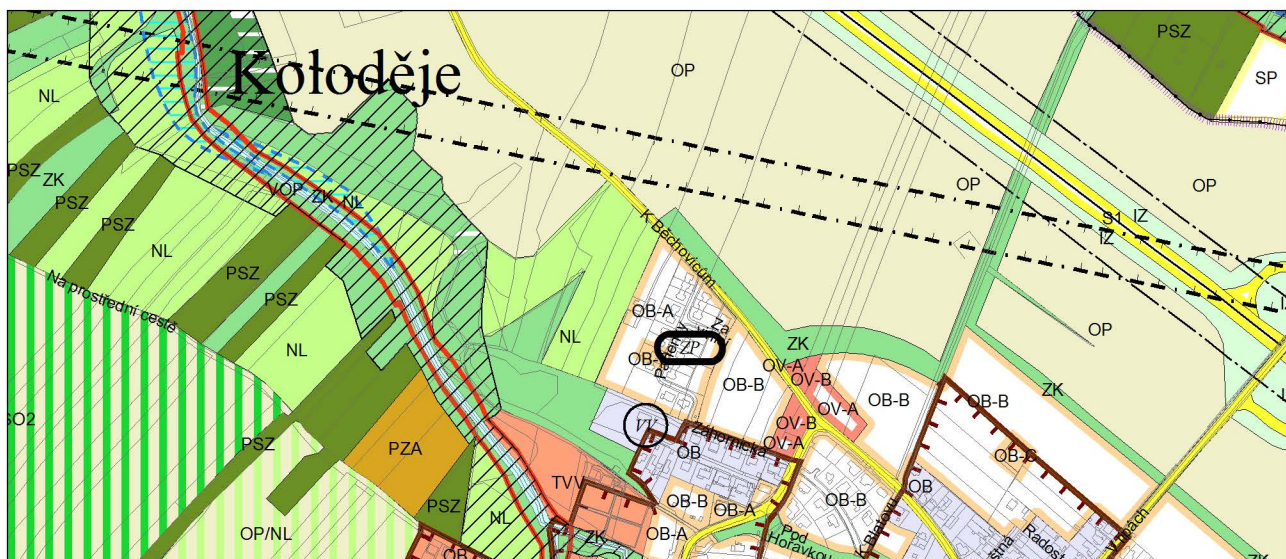 PSZ
SP
Koloděje
OP
NL
PSZ
ZK
PSZ
PSZ
NL
VOP
ZK
NL
OP
S1
IZ
IZ
K Běchovicům
PSZ
PSZ
NL
Na prostřední cestě
OB-A
Za
ZP
NL
ZK
OP
OV-A
OV-B
OB-B
OV-A
OB-B
ZK
OB-B
SO2
PSZ
PZA
VV
Záhornická
OV-B
OV-A
OB
OB-C
TVV
OB-B
OB-A
OB-B
OB
PSZ
NL
ZK
OB-A
Pod
Horávkou
OP/NL
OB